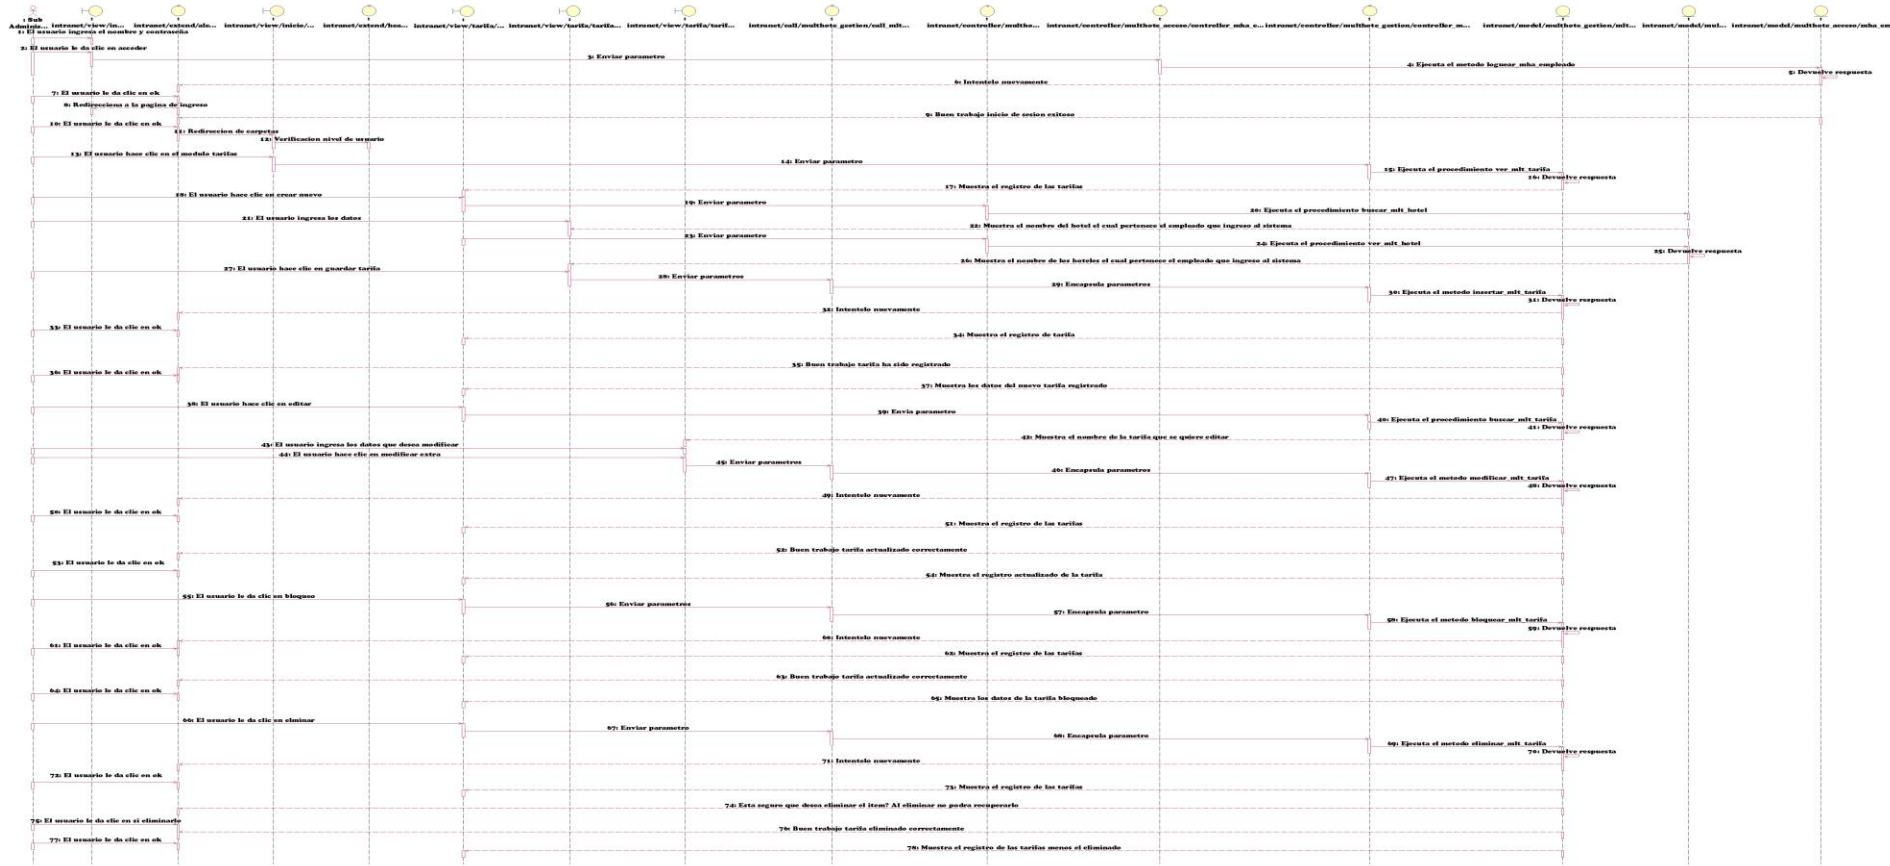 : Sub
Adminis...
intranet/view/in...
intranet/extend/ale...
intranet/view/inicio/...
intranet/extend/hea...
intranet/view/tarifa/...
intranet/view/tarifa/tarifa...
intranet/view/tarifa/tarif...
intranet/call/multhote_gestion/call_mlt...
intranet/controller/multho...
intranet/controller/multhote_acceso/controller_mha_e...
intranet/controller/multhote_gestion/controller_m...
intranet/model/multhote_gestion/mlt...
intranet/model/mul...
intranet/model/multhote_acceso/mha_em
1: El usuario ingresa el nombre y contraseña
2: El usuario le da clic en acceder
3: Enviar parametro
4: Ejecuta el metodo loguear_mha_empleado
5: Devuelve respuesta
6: Intentelo nuevamente
7: El usuario le da clic en ok
8: Redirecciona a la pagina de ingreso
9: Buen trabajo inicio de sesion exitoso
10: El usuario le da clic en ok
11: Redireccion de carpetas
12: Verificacion nivel de usuario
13: El usuario hace clic en el modulo tarifas
14: Enviar parametro
15: Ejecuta el procedimiento ver_mlt_tarifa
16: Devuelve respuesta
17: Muestra el registro de las tarifas
18: El usuario hace clic en crear nuevo
19: Enviar parametro
20: Ejecuta el procedimiento buscar_mlt_hotel
21: El usuario ingresa los datos
22: Muestra el nombre del hotel el cual pertenece el empleado que ingreso al sistema
23: Enviar parametro
24: Ejecuta el procedimiento ver_mlt_hotel
25: Devuelve respuesta
26: Muestra el nombre de los hoteles el cual pertenece el empleado que ingreso al sistema
27: El usuario hace clic en guardar tarifa
28: Enviar parametros
29: Encapsula parametros
30: Ejecuta el metodo insertar_mlt_tarifa
31: Devuelve respuesta
32: Intentelo nuevamente
33: El usuario le da clic en ok
34: Muestra el registro de tarifa
35: Buen trabajo tarifa ha sido registrado
36: El usuario le da clic en ok
37: Muestra los datos del nuevo tarifa registrado
38: El usuario hace clic en editar
39: Envia parametro
40: Ejecuta el procedimiento buscar_mlt_tarifa
41: Devuelve respuesta
42: Muestra el nombre de la tarifa que se quiere editar
43: El usuario ingresa los datos que desea modificar
44: El usuario hace clic en modificar extra
45: Enviar parametros
46: Encapsula parametros
47: Ejecuta el metodo modificar_mlt_tarifa
48: Devuelve respuesta
49: Intentelo nuevamente
50: El usuario le da clic en ok
51: Muestra el registro de las tarifas
52: Buen trabajo tarifa actualizado correctamente
53: El usuario le da clic en ok
54: Muestra el registro actualizado de la tarifa
55: El usuario le da clic en bloqueo
56: Enviar parametros
57: Encapsula parametro
58: Ejecuta el metodo bloquear_mlt_tarifa
59: Devuelve respuesta
60: Intentelo nuevamente
61: El usuario le da clic en ok
62: Muestra el registro de las tarifas
63: Buen trabajo tarifa actualizado correctamente
64: El usuario le da clic en ok
65: Muestra los datos de la tarifa bloqueado
66: El usuario le da clic en elminar
67: Enviar parametro
68: Encapsula parametro
69: Ejecuta el metodo eliminar_mlt_tarifa
70: Devuelve respuesta
71: Intentelo nuevamente
72: El usuario le da clic en ok
73: Muestra el registro de las tarifas
74: Esta seguro que desea eliminar el item? Al eliminar no podra recuperarlo
75: El usuario le da clic en si eliminarlo
76: Buen trabajo tarifa eliminado correctamente
77: El usuario le da clic en ok
78: Muestra el registro de las tarifas menos el eliminado